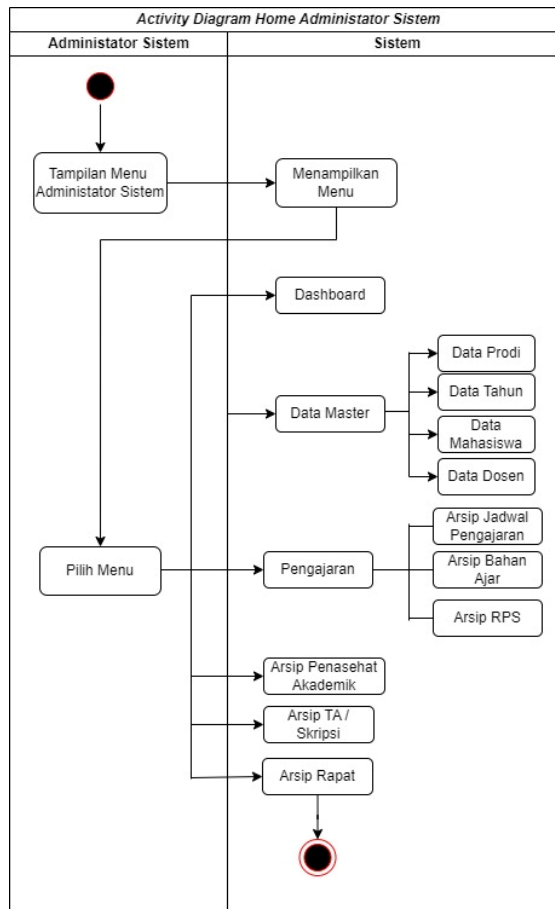 Activity Diagram Home Administator Sistem
Administator Sistem
Sistem
Tampilan Menu
Administator Sistem
Menampilkan
Menu
Dashboard
Data Master
Data Prodi
Data Tahun
Data
Mahasiswa
Data Dosen
Pilih Menu
Pengajaran
Arsip Jadwal
Pengajaran
Arsip Bahan
Ajar
Arsip RPS
Arsip Penasehat
Akademik
Arsip TA /
Skripsi
Arsip Rapat